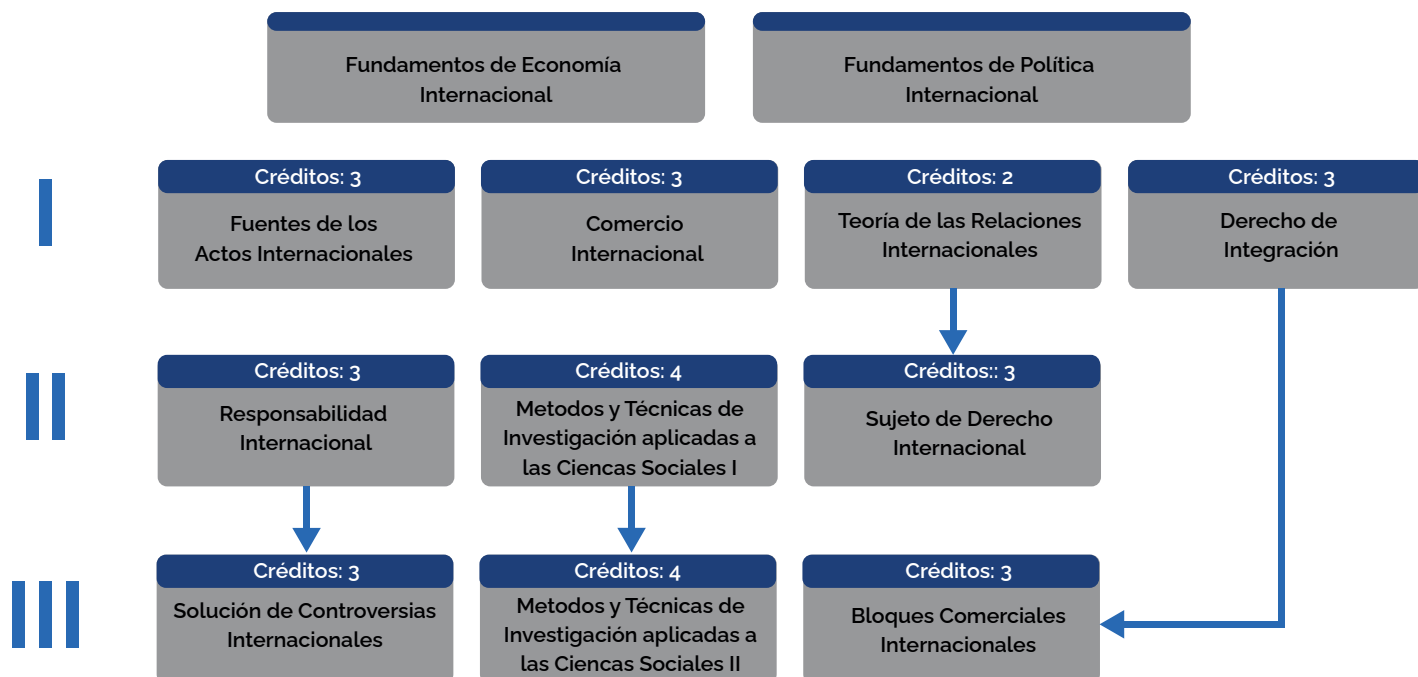 Fundamentos de Economía
Internacional
Fundamentos de Política
Internacional
I
Créditos: 3
Fuentes de los
Actos Internacionales
Créditos: 3
Comercio
Internacional
Créditos: 2
Teoría de las Relaciones
Internacionales
Créditos: 3
Derecho de
Integración
II
Créditos: 3
Responsabilidad
Internacional
Créditos: 4
Metodos y Técnicas de
Investigación aplicadas a
las Ciencas Sociales I
Créditos:: 3
Sujeto de Derecho
Internacional
III
Créditos: 3
Solución de Controversias
Internacionales
Créditos: 4
Metodos y Técnicas de
Investigación aplicadas a
las Ciencas Sociales II
Créditos: 3
Bloques Comerciales
Internacionales